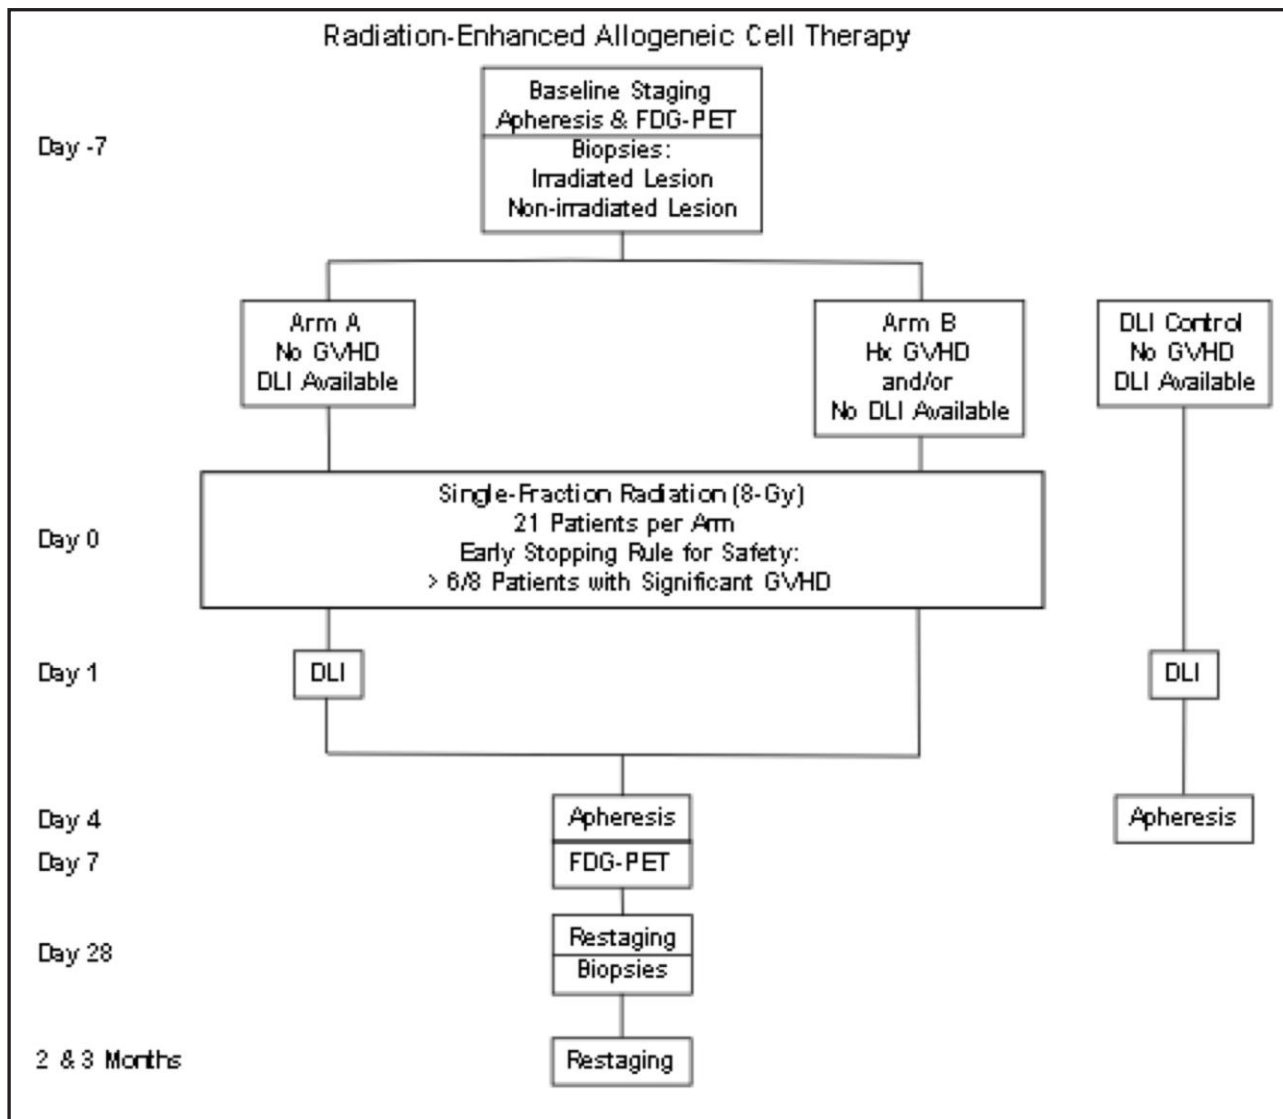 Radiation-Enhanced Allogeneic Cell Therapy
Day -7
Baseline Staging
Apheresis & FDG-PET
Biopsies:
Irradiated Lesion
Non-irradiated Lesion
Arm A
No GVHD
DLI Available
Arm B
Hx GVHD
and/or
No DLI Available
DLI Control
No GVHD
DLI Available
Day 0
Single-Fraction Radiation (8-Gy)
21 Patients per Arm
Early Stopping Rule for Safety:
> 6/8 Patients with Significant GVHD
Day 1
DLI
DLI
Day 4
Apheresis
Apheresis
Day 7
FDG-PET
Day 28
Restaging
Biopsies
2 & 3 Months
Restaging